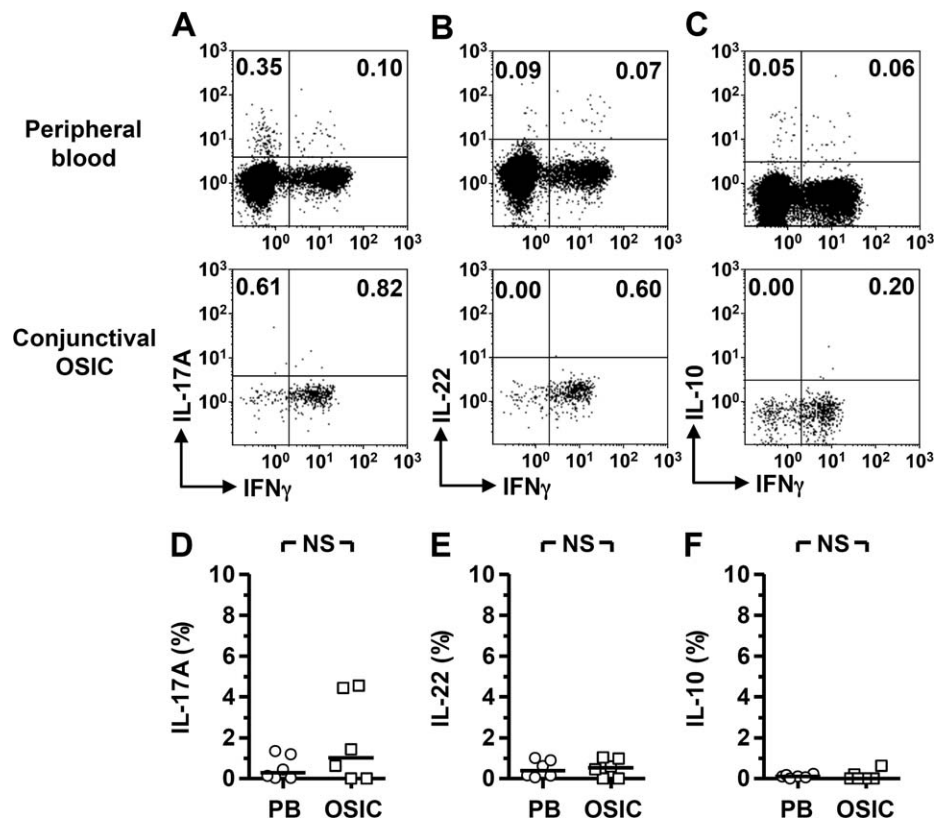 A
B
C
Peripheral
blood
10³
10²
10¹
10⁰
0.35
0.10
10⁰ 10¹ 10² 10³
10³
10²
10¹
10⁰
0.09
0.07
10⁰ 10¹ 10² 10³
10³
10²
10¹
10⁰
0.05
0.06
10⁰ 10¹ 10² 10³
Conjunctival
OSIC
10³
10²
10¹
10⁰
0.61
0.82
10⁰ 10¹ 10² 10³
IL-17A
IFNγ
10³
10²
10¹
10⁰
0.00
0.60
10⁰ 10¹ 10² 10³
IL-22
IFNγ
10³
10²
10¹
10⁰
0.00
0.20
10⁰ 10¹ 10² 10³
IL-10
IFNγ
D
NS
IL-17A (%)
10
8
6
4
2
0
PB OSIC
E
NS
IL-22 (%)
10
8
6
4
2
0
PB OSIC
F
NS
IL-10 (%)
10
8
6
4
2
0
PB OSIC